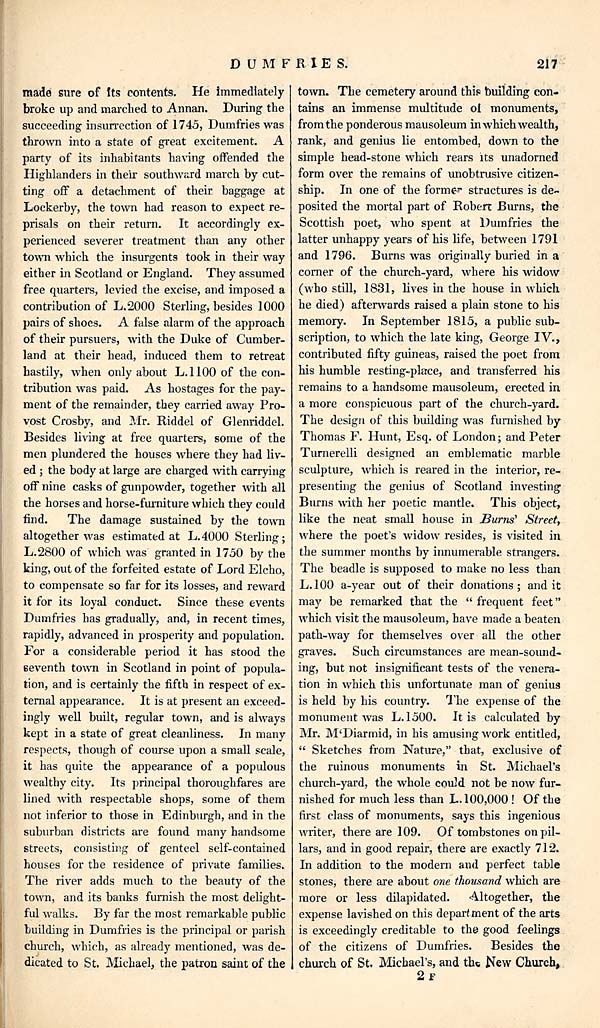 DUMFRIES.
217
made sure of its contents. He immediately
broke up and marched to Annan. During the
succeeding insurrection of 1745, Dumfries was
thrown into a state of great excitement. A
party of its inhabitants having offended the
Highlanders in their southward march by cut-
ting off a detachment of their baggage at
Lockerby, the town had reason to expect re-
prisals on their return. It accordingly ex-
perienced severer treatment than any other
town which the insurgents took in their way
either in Scotland or England. They assumed
free quarters, levied the excise, and imposed a
contribution of L.2000 Sterling, besides 1000
pairs of shoes. A false alarm of the approach
of their pursuers, with the Duke of Cumber-
land at their head, induced them to retreat
hastily, when only about L.1100 of the con-
tribution was paid. As hostages for the pay-
ment of the remainder, they carried away Pro-
vost Crosby, and Mr. Riddel of Glenriddel.
Besides living at free quarters, some of the
men plundered the houses where they had liv-
ed; the body at large are charged with carrying
off nine casks of gunpowder, together with all
the horses and horse-furniture which they could
find. The damage sustained by the town
altogether was estimated at L.4000 Sterling;
L.2800 of which was granted in 1750 by the
king, out of the forfeited estate of Lord Elcho,
to compensate so far for its losses, and reward
it for its loyal conduct. Since these events
Dumfries has gradually, and, in recent times,
rapidly, advanced in prosperity and population.
For a considerable period it has stood the
seventh town in Scotland in point of popula-
tion, and is certainly the fifth in respect of ex-
ternal appearance. It is at present an exceed-
ingly well built, regular town, and is always
kept in a state of great cleanliness. In many
respects, though of course upon a small scale,
it has quite the appearance of a populous
wealthy city. Its principal thoroughfares are
lined with respectable shops, some of them
not inferior to those in Edinburgh, and in the
suburban districts are found many handsome
streets, consisting of genteel self-contained
houses for the residence of private families.
The river adds much to the beauty of the
town, and its banks furnish the most delight-
ful walks. By far the most remarkable public
building in Dumfries is the principal or parish
church, which, as already mentioned, was de-
dicated to St. Michael, the patron saint of the
town. The cemetery around this building con-
tains an immense multitude of monuments,
from the ponderous mausoleum in which wealth,
rank, and genius lie entombed, down to the
simple head-stone which rears its unadorned
form over the remains of unobtrusive citizen-
ship. In one of the former structures is de-
posited the mortal part of Robert Burns, the
Scottish poet, who spent at Dumfries the
latter unhappy years of his life, between 1791
and 1796. Burns was originally buried in a
corner of the church-yard, where his widow
(who still, 1831, lives in the house in which
he died) afterwards raised a plain stone to his
memory. In September 1815, a public sub-
scription, to which the late king, George IV.,
contributed fifty guineas, raised the poet from
his humble resting-place, and transferred his
remains to a handsome mausoleum, erected in
a more conspicuous part of the church-yard.
The design of this building was furnished by
Thomas F. Hunt, Esq. of London; and Peter
Turnerelli designed an emblematic marble
sculpture, which is reared in the interior, re-
presenting the genius of Scotland investing
Burns with her poetic mantle. This object,
like the neat small house in Burns' Street,
where the poet's widow resides, is visited in
the summer months by innumerable strangers.
The beadle is supposed to make no less than
L.100 a-year out of their donations; and it
may be remarked that the "frequent feet"
which visit the mausoleum, have made a beaten
path-way for themselves over all the other
graves. Such circumstances are mean-sound-
ing, but not insignificant tests of the venera-
tion in which this unfortunate man of genius
is held by his country. The expense of the
monument was L.1500. It is calculated by
Mr. M'Diarmid, in his amusing work entitled,
"Sketches from Nature," that, exclusive of
the ruinous monuments in St. Michael's
church-yard, the whole could not be now fur-
nished for much less than L.100,000! Of the
first class of monuments, says this ingenious
writer, there are 109. Of tombstones on pil-
lars, and in good repair, there are exactly 712.
In addition to the modern and perfect table
stones, there are about one thousand which are
more or less dilapidated. Altogether, the
expense lavished on this department of the arts
is exceedingly creditable to the good feelings
of the citizens of Dumfries. Besides the
church of St. Michael's, and the New Church,
2 F